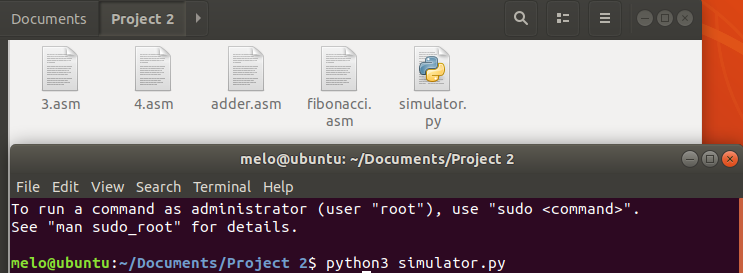 Documents Project 2
3.asm 4.asm adder.asm fibonacci.asm simulator.py
melo@ubuntu: ~/Documents/Project 2
File Edit View Search Terminal Help
To run a command as administrator (user "root"), use "sudo <command>".
See "man sudo_root" for details.
melo@ubuntu:~/Documents/Project 2$ python3 simulator.py